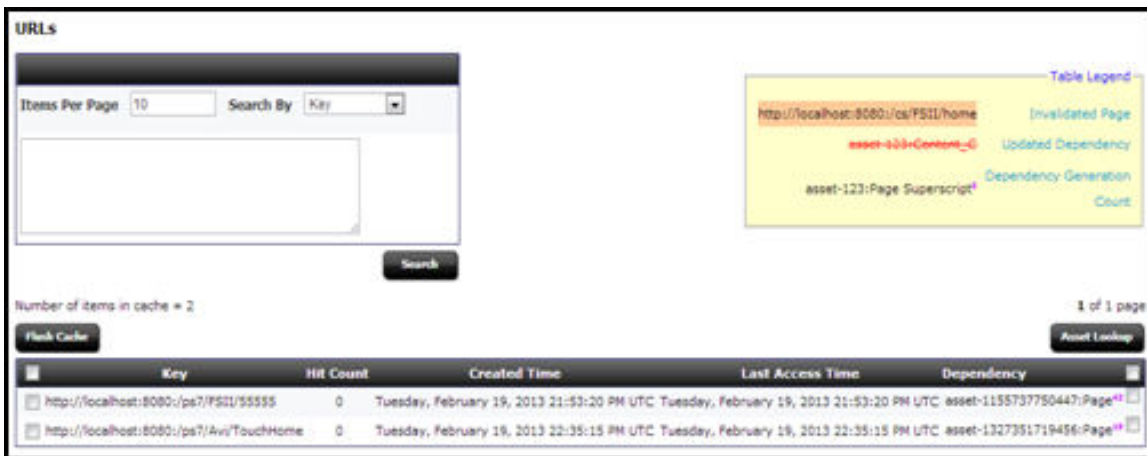 URLs
Items Per Page 10 Search By Key
Search
Table Legend
http://localhost:8080:/cs/FSII/home Invalidated Page
asset-123:Content_C Updated Dependency
asset-123:Page Superscript Dependency Generation Count
Number of items in cache = 2
1 of 1 page
Flush Cache
Asset Lookup
Key Hit Count Created Time Last Access Time Dependency
http://localhost:8080:/ps7/FSII/55555 0 Tuesday, February 19, 2013 21:53:20 PM UTC Tuesday, February 19, 2013 21:53:20 PM UTC asset-1155737750447:Page
http://localhost:8080:/ps7/Avi/TouchHome 0 Tuesday, February 19, 2013 22:35:15 PM UTC Tuesday, February 19, 2013 22:35:15 PM UTC asset-1327351719456:Page